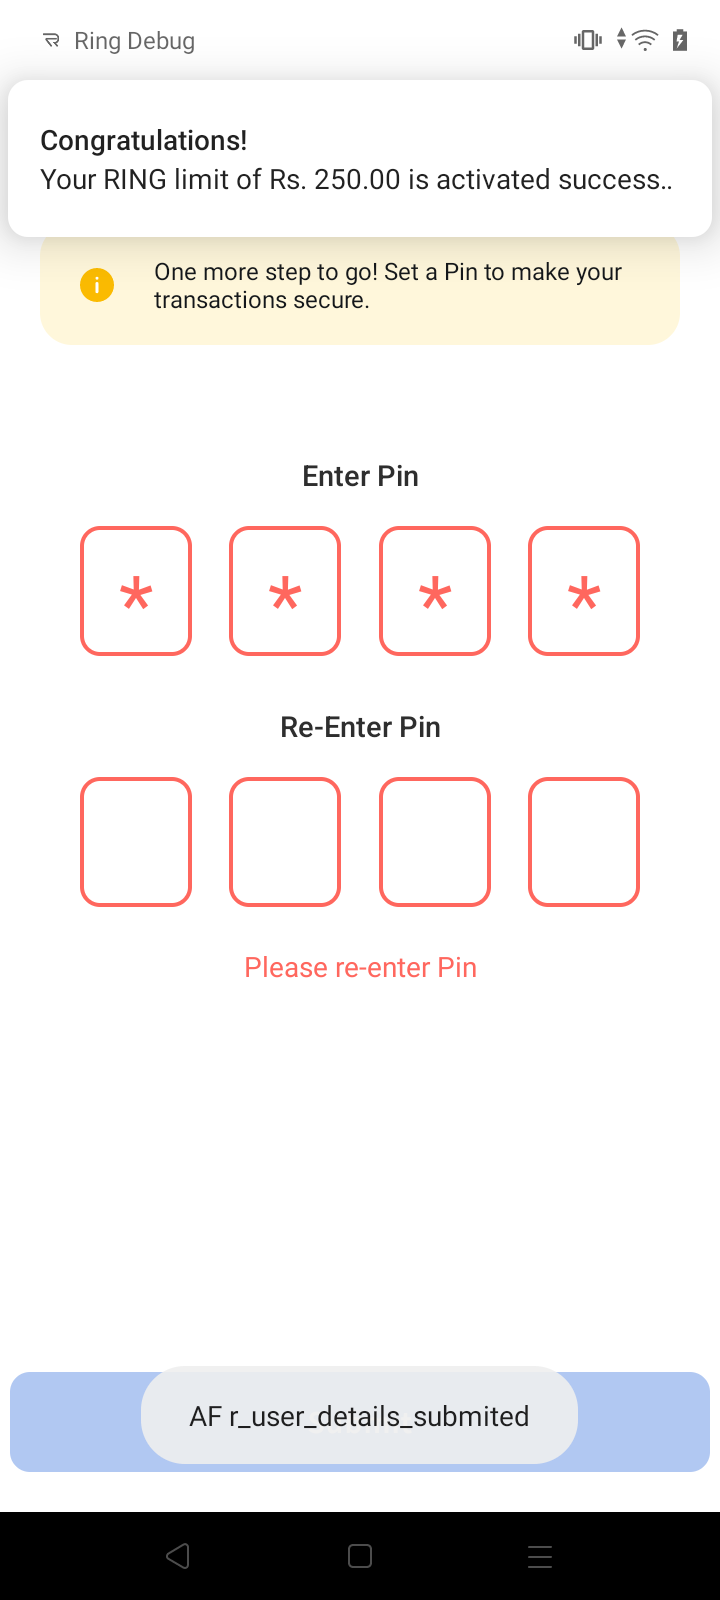 Ring Debug
Congratulations!
Your RING limit of Rs. 250.00 is activated success..
One more step to go! Set a Pin to make your
transactions secure.
Enter Pin
* * * *
Re-Enter Pin
Please re-enter Pin
AF r_user_details_submited